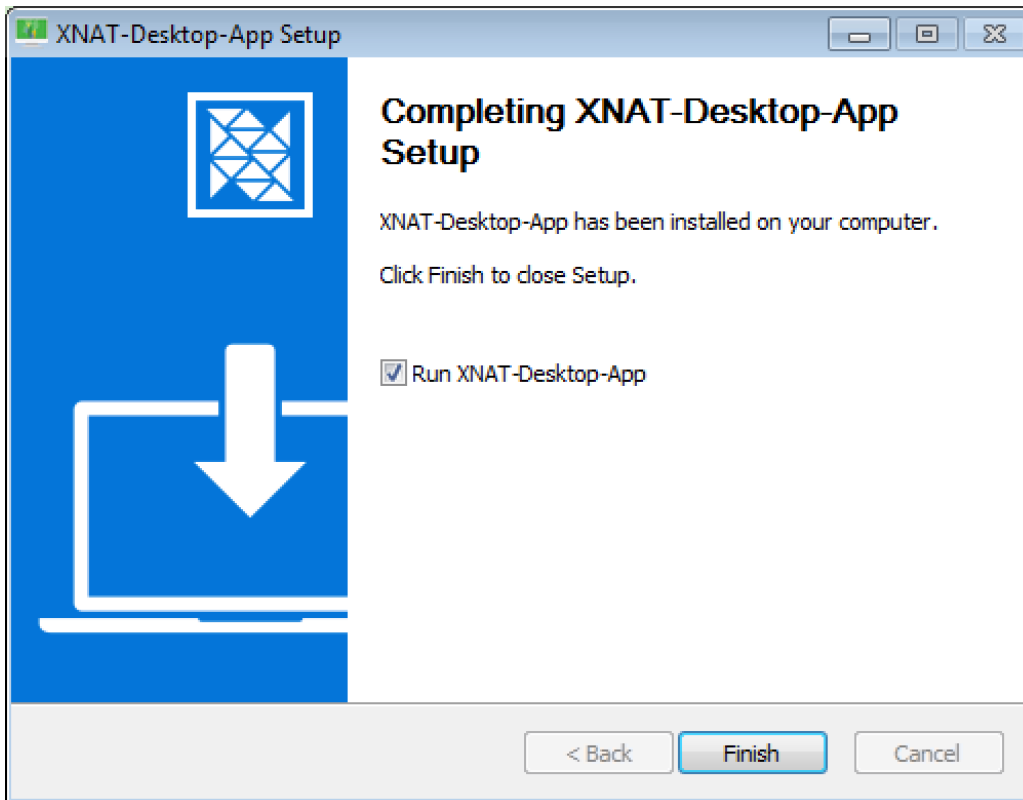 XNAT-Desktop-App Setup
Completing XNAT-Desktop-App
Setup
XNAT-Desktop-App has been installed on your computer.
Click Finish to close Setup.
Run XNAT-Desktop-App
< Back
Finish
Cancel